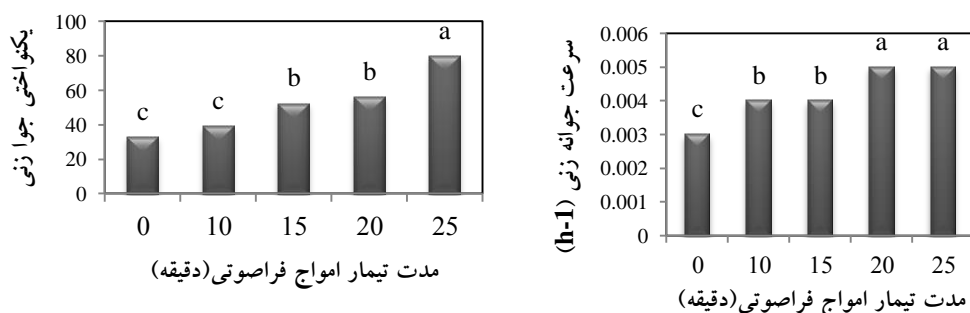 یکنواختی جوا زنی
100
80
60
40
20
0
c
c
b
b
a
0 10 15 20 25
مدت تیمار امواج فراصوتی(دقیقه)
سرعت جوانه زنی (h-1)
0.006
0.005
0.004
0.003
0.002
0.001
0
c
b
b
a
a
0 10 15 20 25
مدت تیمار امواج فراصوتی(دقیقه)